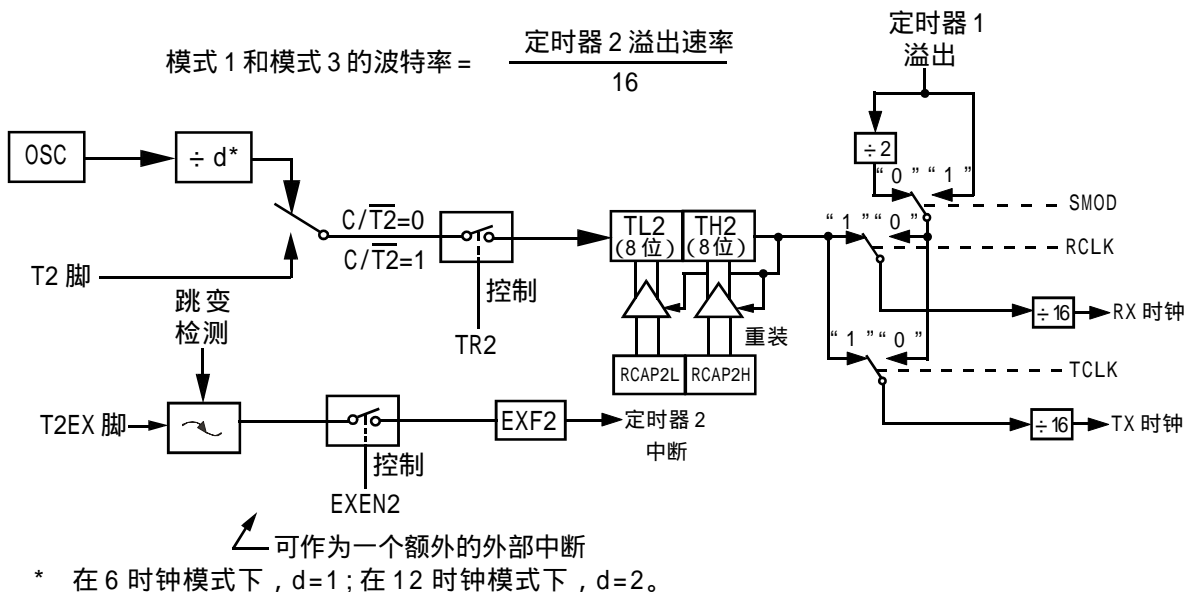 定时器 1
溢出
模式 1 和模式 3 的波特率 = 定时器 2 溢出速率
16
÷ 2
“ 0 ” “ 1 ”
SMOD
OSC
÷ d*
C/T2=0
C/T2=1
TL2
(8位)
TH2
(8位)
“ 1 ” “ 0 ”
RCLK
T2 脚
控制
TR2
重装
÷ 16
RX 时钟
跳变
检测
RCAP2L
RCAP2H
“ 1 ” “ 0 ”
TCLK
T2EX 脚
EXF2
定时器 2
中断
÷ 16
TX 时钟
控制
EXEN2
可作为一个额外的外部中断
* 在 6 时钟模式下，d=1；在 12 时钟模式下，d=2。